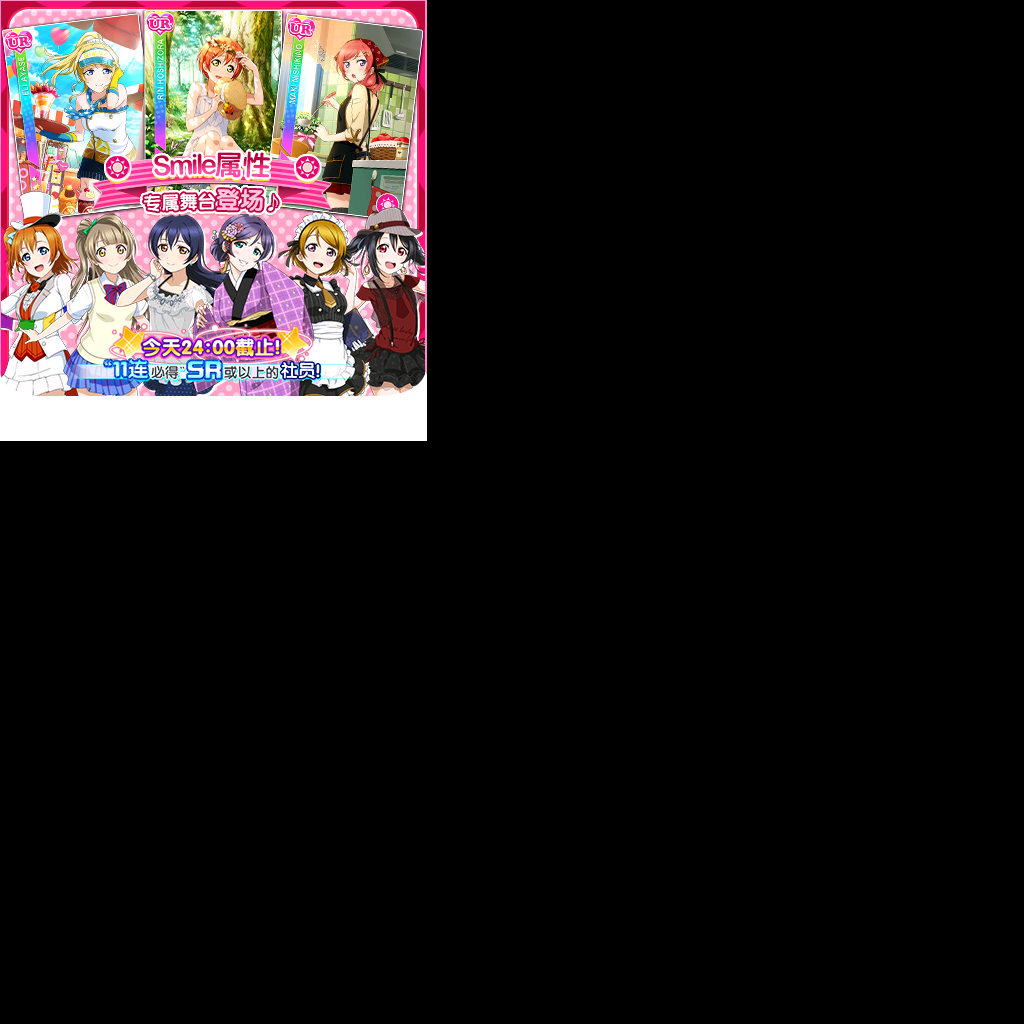 UR
ELI AYASE
UR
RIN HOSHIZORA
UR
MAKI NISHIKINO
Smile属性
专属舞台登场♪
今天24:00截止!
“11连必得”SR或以上的社员!